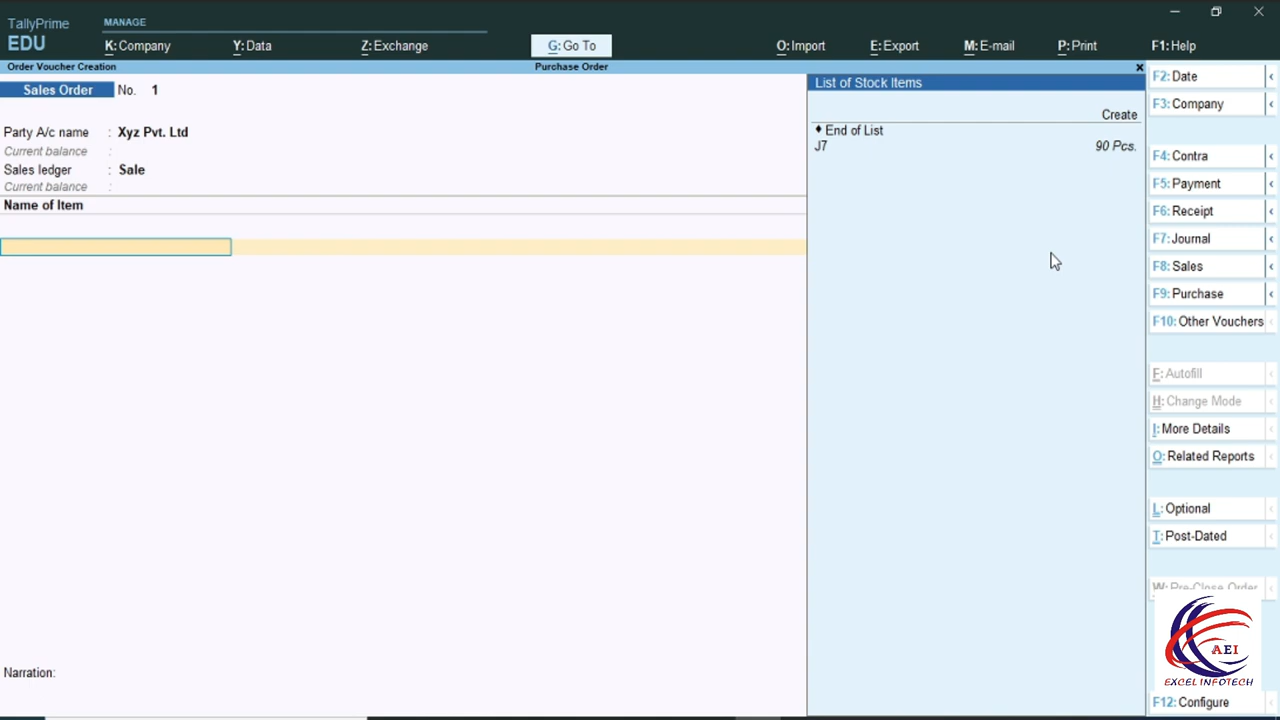 TallyPrime
EDU
MANAGE
K: Company
Y: Data
Z: Exchange
G: Go To
O: Import
E: Export
M: E-mail
P: Print
F1: Help
Order Voucher Creation
Purchase Order
Sales Order
No. 1
Party A/c name : Xyz Pvt. Ltd
Current balance :
Sales ledger : Sale
Current balance :
Name of Item
Narration:
List of Stock Items
Create
♦ End of List
J7 90 Pcs.
F2: Date
F3: Company
F4: Contra
F5: Payment
F6: Receipt
F7: Journal
F8: Sales
F9: Purchase
F10: Other Vouchers
F: Autofill
H: Change Mode
I: More Details
O: Related Reports
L: Optional
T: Post-Dated
W: Pre-Close Order
AEI
EXCEL INFOTECH
F12: Configure